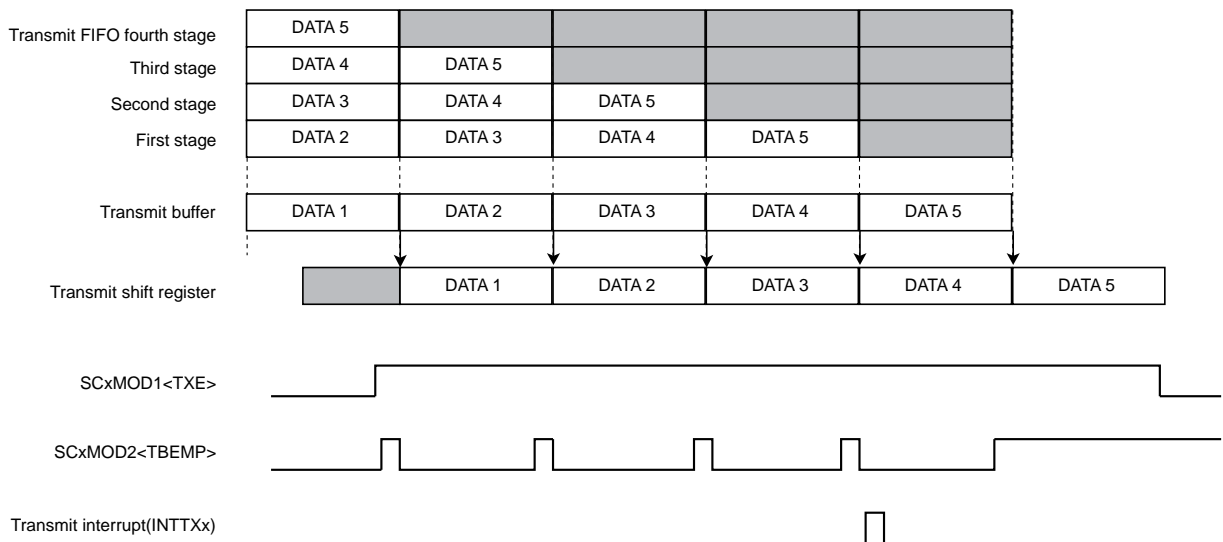 Transmit FIFO fourth stage DATA 5
Third stage DATA 4 DATA 5
Second stage DATA 3 DATA 4 DATA 5
First stage DATA 2 DATA 3 DATA 4 DATA 5
Transmit buffer DATA 1 DATA 2 DATA 3 DATA 4 DATA 5
Transmit shift register DATA 1 DATA 2 DATA 3 DATA 4 DATA 5
SCxMOD1<TXE>
SCxMOD2<TBEMP>
Transmit interrupt(INTTXx)